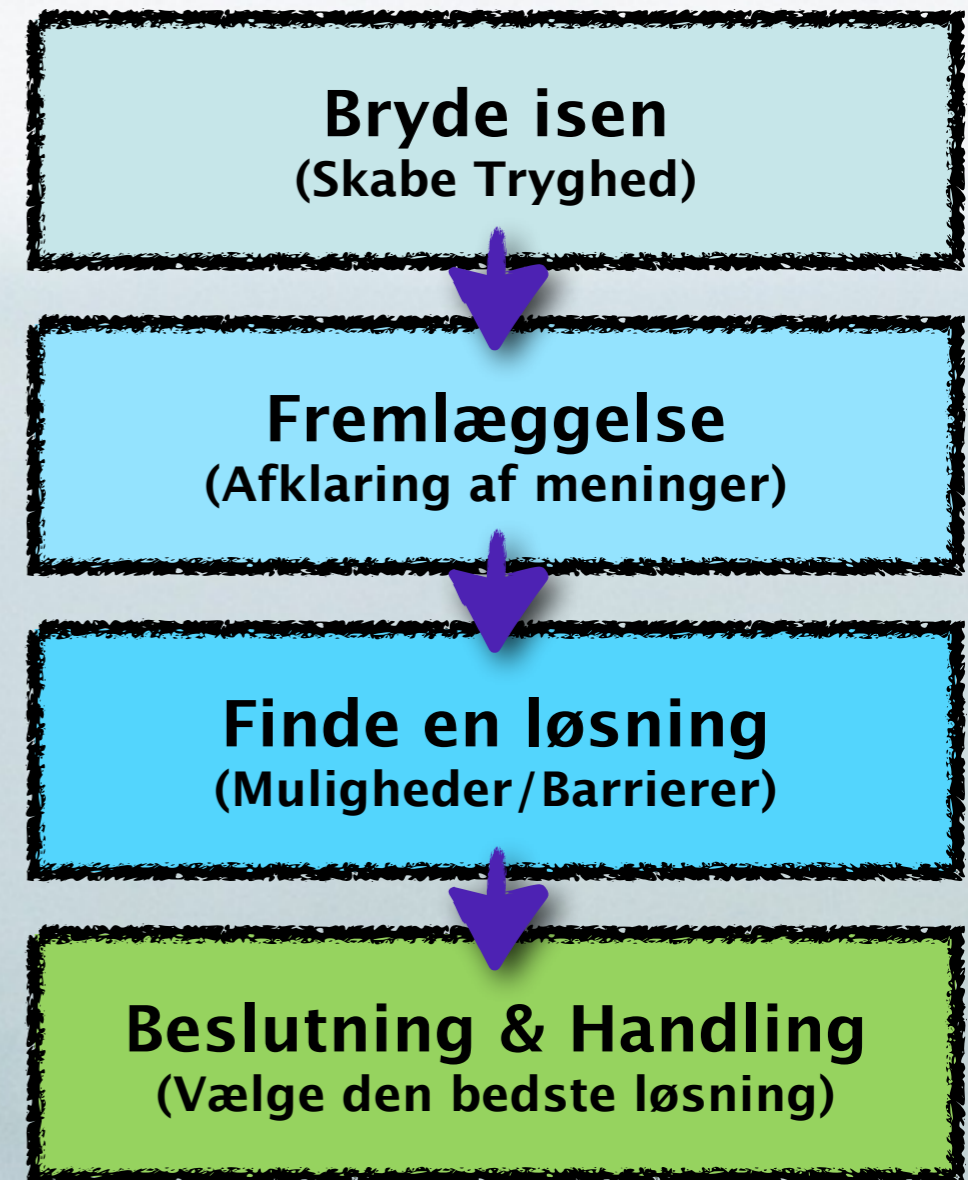 Bryde isen
(Skabe Tryghed)
Fremlæggelse
(Afklaring af meninger)
Finde en løsning
(Muligheder/Barrierer)
Beslutning & Handling
(Vælge den bedste løsning)